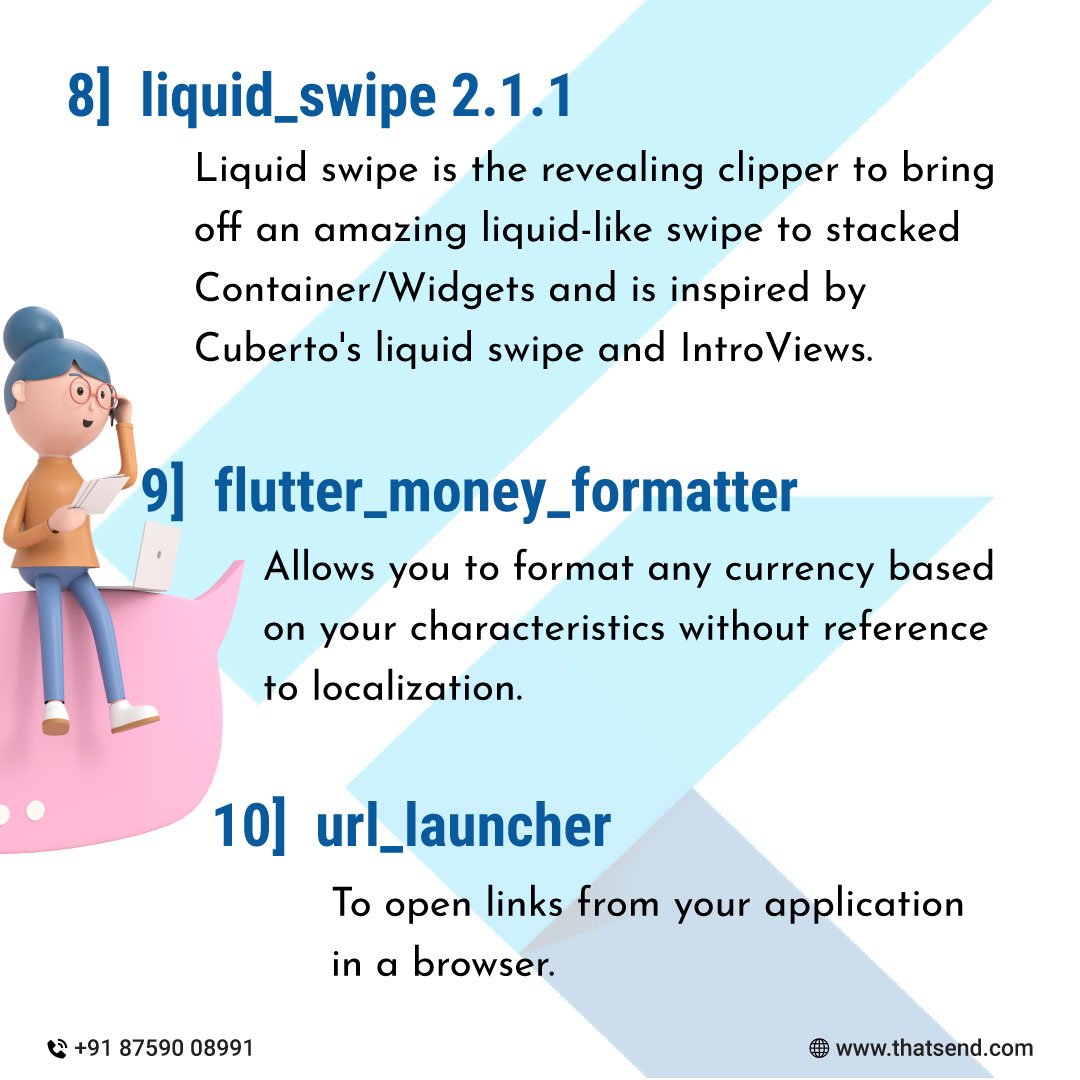 8] liquid_swipe 2.1.1
Liquid swipe is the revealing clipper to bring
off an amazing liquid-like swipe to stacked
Container/Widgets and is inspired by
Cuberto's liquid swipe and IntroViews.
9] flutter_money_formatter
Allows you to format any currency based
on your characteristics without reference
to localization.
10] url_launcher
To open links from your application
in a browser.
+91 87590 08991
www.thatsend.com